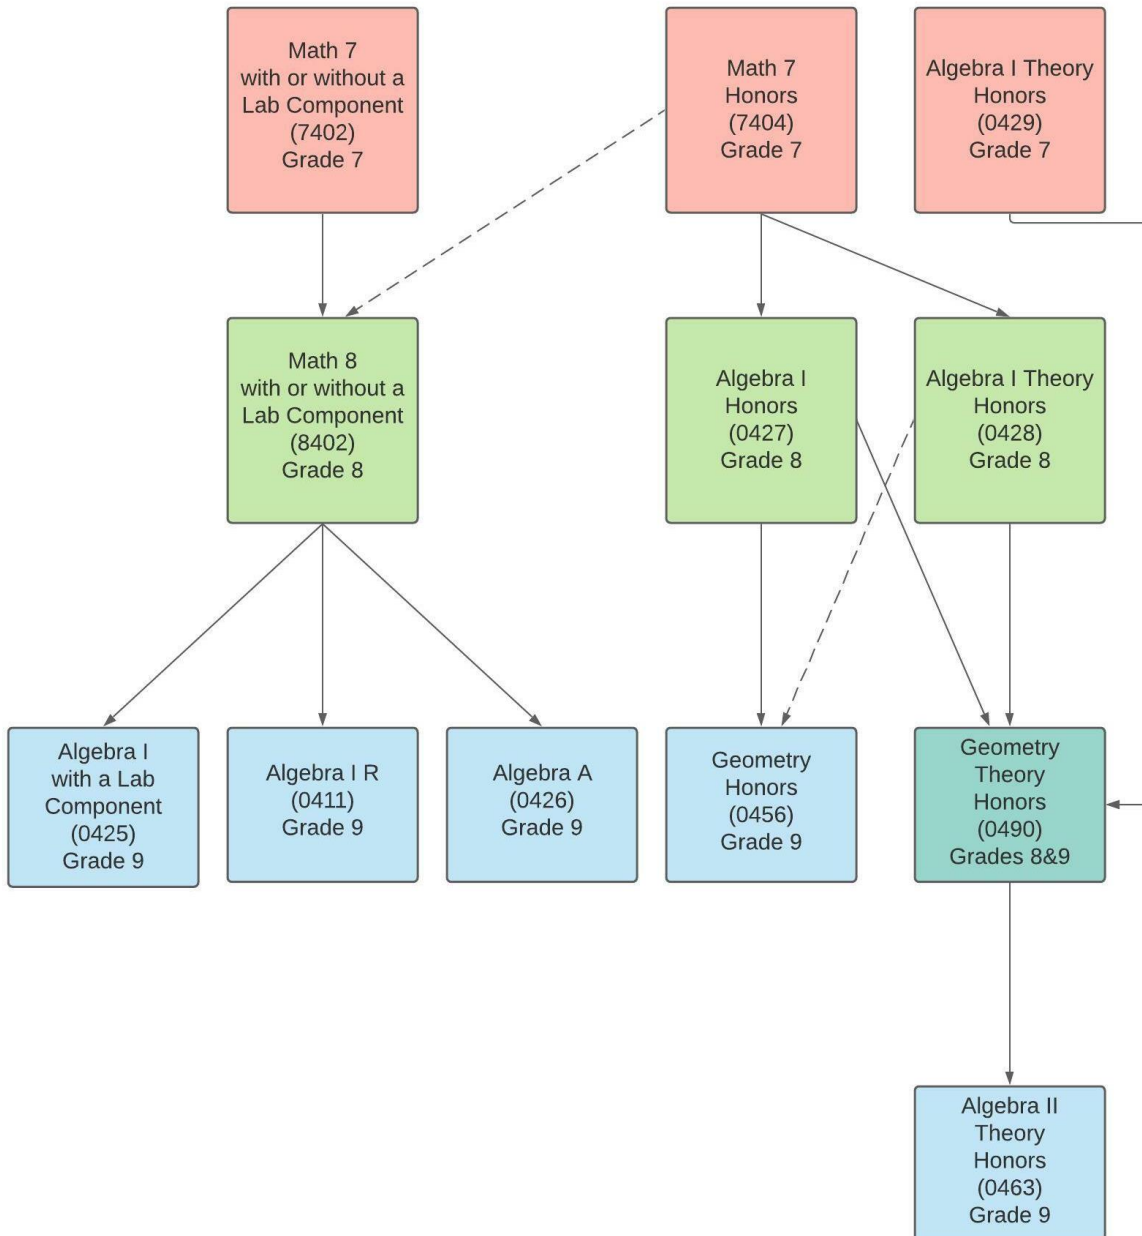 Math 7
with or without a
Lab Component
(7402)
Grade 7
Math 7
Honors
(7404)
Grade 7
Algebra I Theory
Honors
(0429)
Grade 7
Math 8
with or without a
Lab Component
(8402)
Grade 8
Algebra I
Honors
(0427)
Grade 8
Algebra I Theory
Honors
(0428)
Grade 8
Algebra I
with a Lab
Component
(0425)
Grade 9
Algebra I R
(0411)
Grade 9
Algebra A
(0426)
Grade 9
Geometry
Honors
(0456)
Grade 9
Geometry
Theory
Honors
(0490)
Grades 8&9
Algebra II
Theory
Honors
(0463)
Grade 9